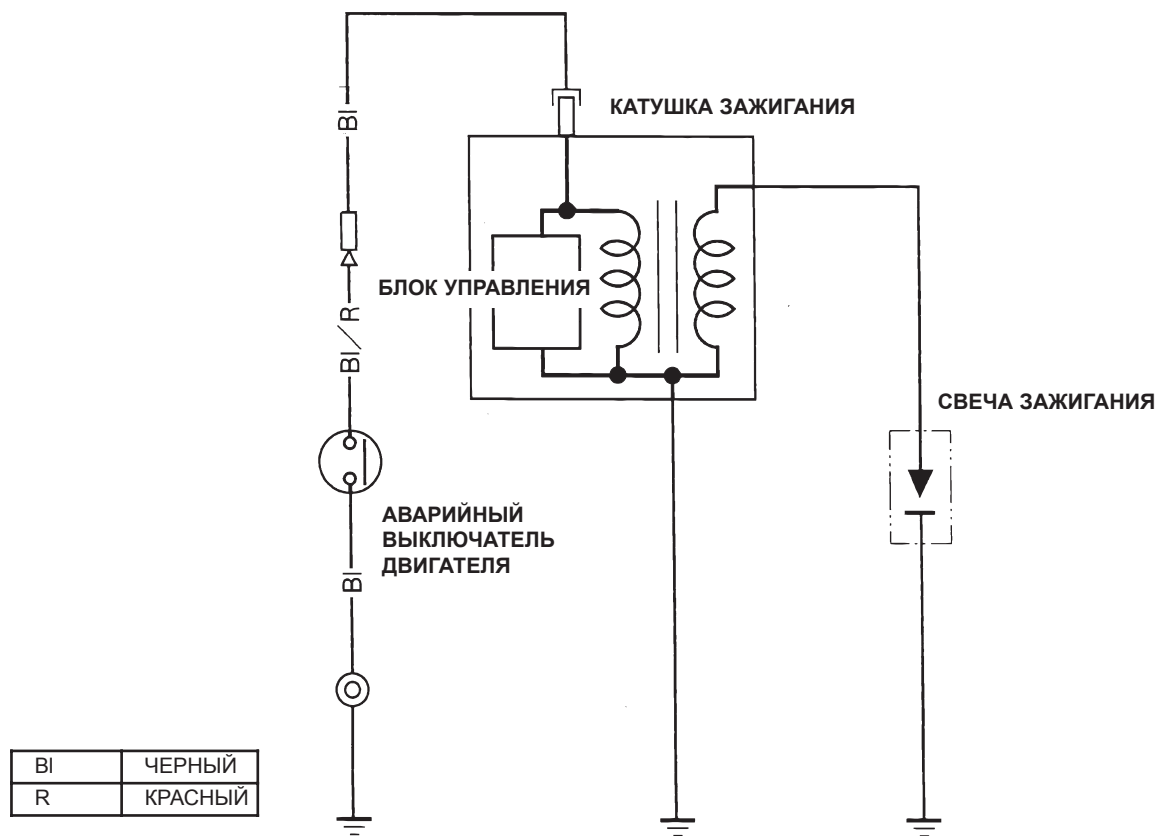 КАТУШКА ЗАЖИГАНИЯ
Bl
БЛОК УПРАВЛЕНИЯ
Bl/R
СВЕЧА ЗАЖИГАНИЯ
АВАРИЙНЫЙ
ВЫКЛЮЧАТЕЛЬ
ДВИГАТЕЛЯ
Bl
Bl ЧЕРНЫЙ
R КРАСНЫЙ